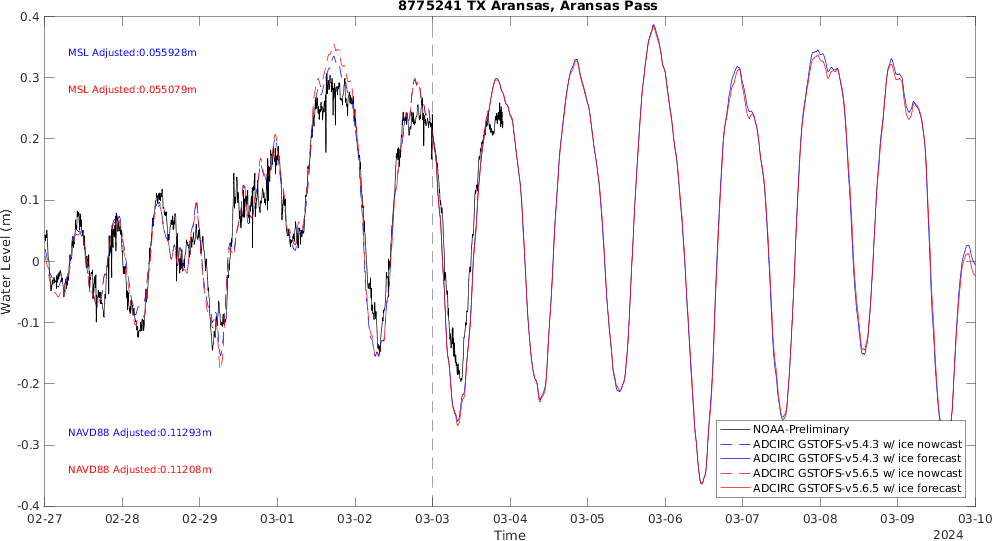 8775241 TX Aransas, Aransas Pass
0.4
0.3
0.2
0.1
0
-0.1
-0.2
-0.3
-0.4
Water Level (m)
MSL Adjusted:0.055928m
MSL Adjusted:0.055079m
NAVD88 Adjusted:0.11293m
NAVD88 Adjusted:0.11208m
NOAA-Preliminary
ADCIRC GSTOFS-v5.4.3 w/ ice nowcast
ADCIRC GSTOFS-v5.4.3 w/ ice forecast
ADCIRC GSTOFS-v5.6.5 w/ ice nowcast
ADCIRC GSTOFS-v5.6.5 w/ ice forecast
02-27 02-28 02-29 03-01 03-02 03-03 03-04 03-05 03-06 03-07 03-08 03-09 03-10
Time
2024